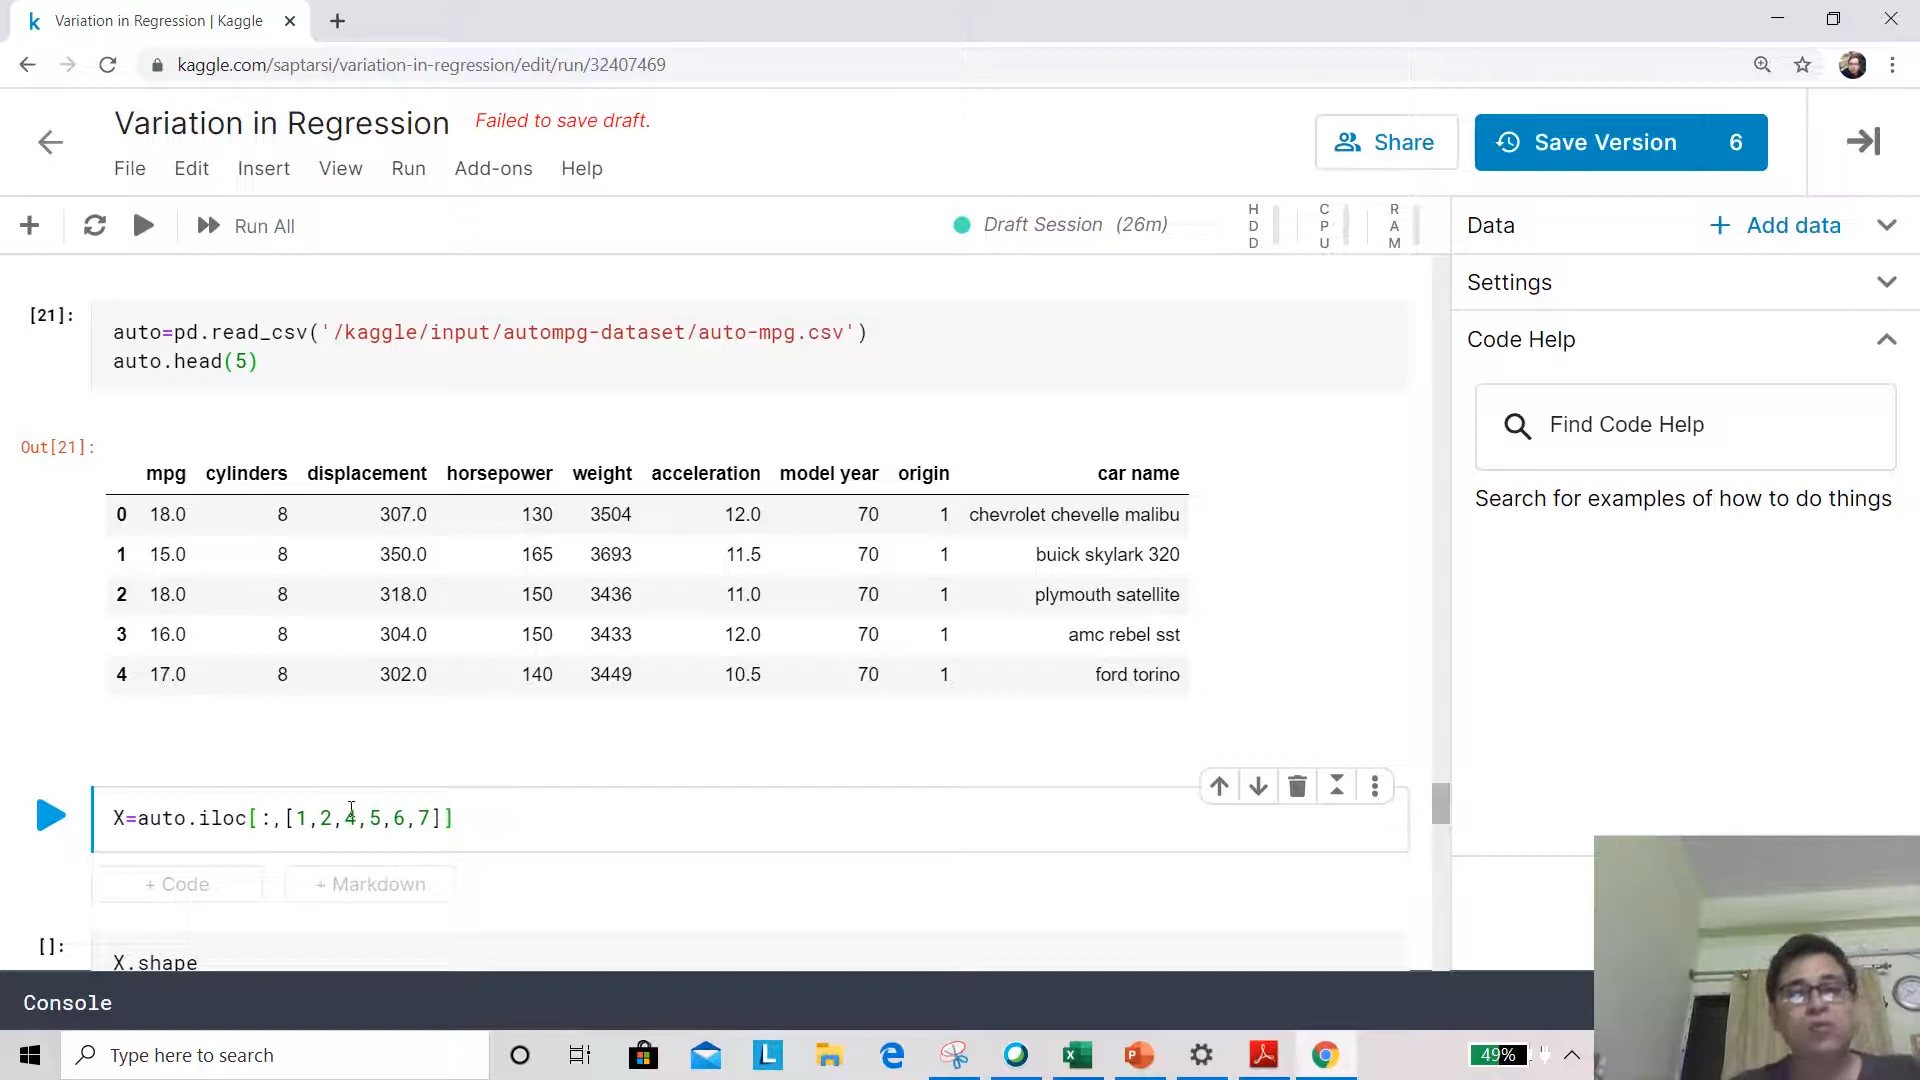 Variation in Regression | Kaggle
kaggle.com/saptarsi/variation-in-regression/edit/run/32407469
Variation in Regression
Failed to save draft.
Share
Save Version
6
File Edit Insert View Run Add-ons Help
Run All
Draft Session (26m)
HDD
CPU
RAM
Data
+ Add data
Settings
Code Help
Find Code Help
Search for examples of how to do things
[21]:
auto=pd.read_csv('/kaggle/input/autompg-dataset/auto-mpg.csv')
auto.head(5)
Out[21]:
mpg cylinders displacement horsepower weight acceleration model year origin car name
0 18.0 8 307.0 130 3504 12.0 70 1 chevrolet chevelle malibu
1 15.0 8 350.0 165 3693 11.5 70 1 buick skylark 320
2 18.0 8 318.0 150 3436 11.0 70 1 plymouth satellite
3 16.0 8 304.0 150 3433 12.0 70 1 amc rebel sst
4 17.0 8 302.0 140 3449 10.5 70 1 ford torino
X=auto.iloc[:,[1,2,4,5,6,7]]
+ Code
+ Markdown
[]:
X.shape
Console
Type here to search
49%